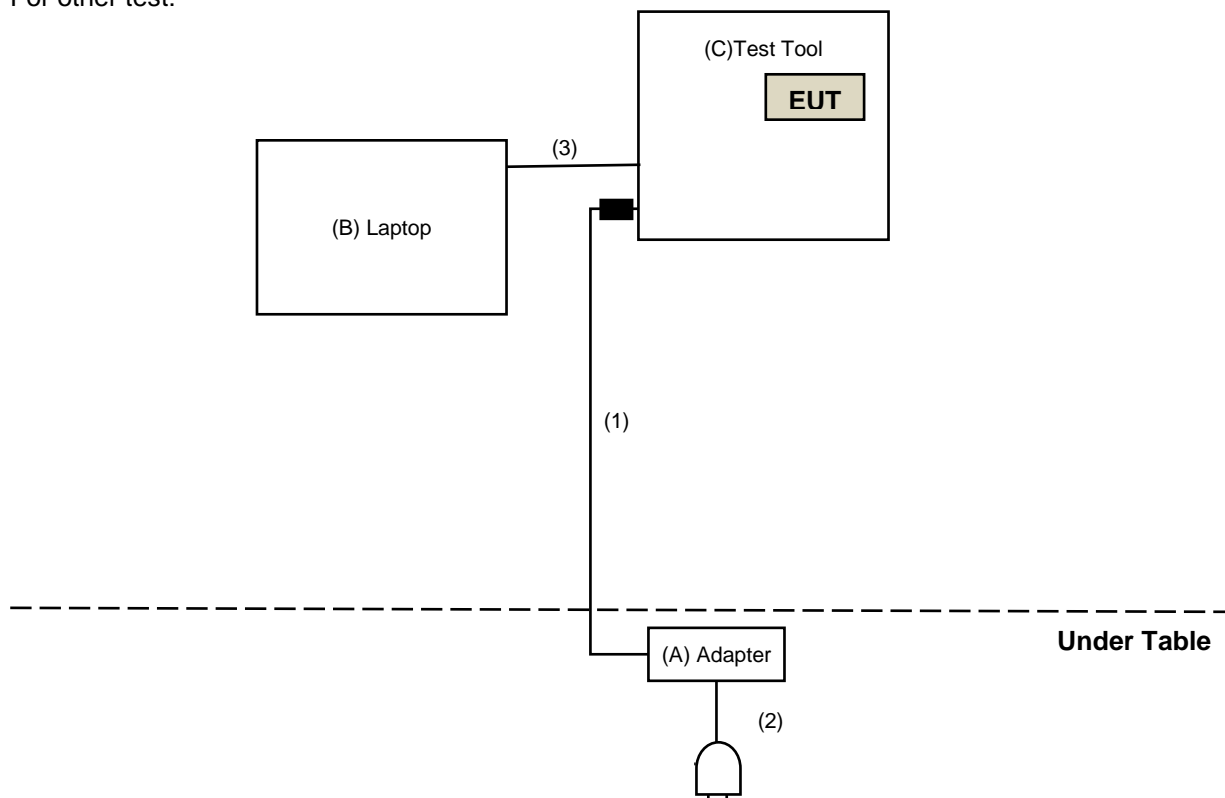 For other test:
(C)Test Tool
EUT
(3)
(B) Laptop
(1)
Under Table
(A) Adapter
(2)